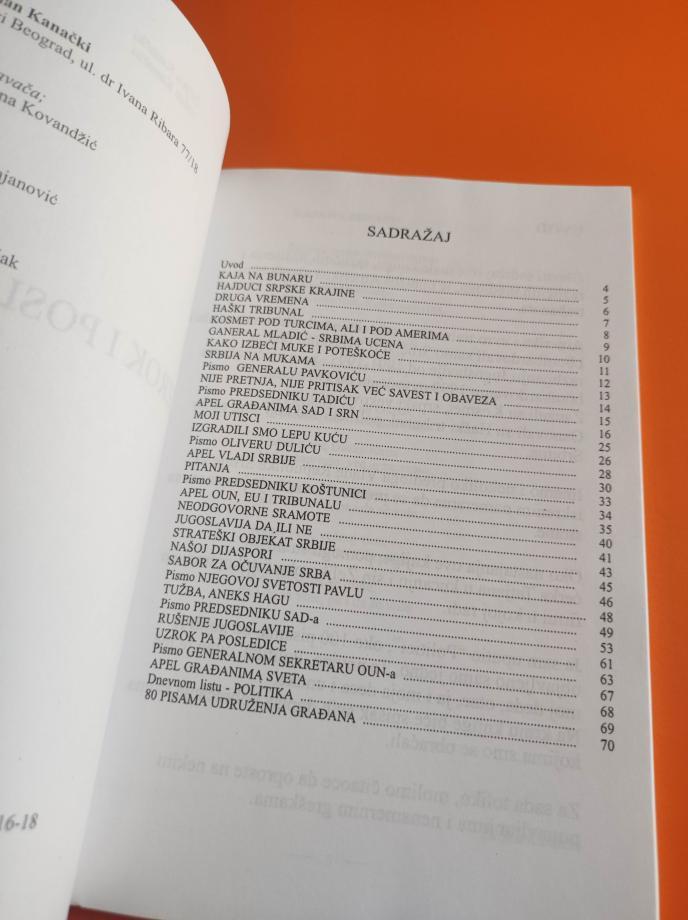 an Kanački
i Beograd, ul. dr Ivana Ribara 77/18
avača;
na Kovandžić
ajanović
ak
16-18
SADRAŽAJ
Uvod 4
KAJA NA BUNARU 5
HAJDUCI SRPSKE KRAJINE 6
DRUGA VREMENA 7
HAŠKI TRIBUNAL 8
KOSMET POD TURCIMA, ALI I POD AMERIMA 9
GANERAL MLADIĆ - SRBIMA UCENA 10
KAKO IZBEĆI MUKE I POTEŠKOĆE 11
SRBIJA NA MUKAMA 12
Pismo GENERALU PAVKOVIĆU 13
NIJE PRETNJA, NIJE PRITISAK VEĆ SAVEST I OBAVEZA 14
Pismo PREDSEDNIKU TADIĆU 15
APEL GRAĐANIMA SAD I SRN 16
MOJI UTISCI 25
IZGRADILI SMO LEPU KUĆU 26
Pismo OLIVERU DULIĆU 28
APEL VLADI SRBIJE 30
PITANJA 33
Pismo PREDSEDNIKU KOŠTUNICI 34
APEL OUN, EU I TRIBUNALU 35
NEODGOVORNE SRAMOTE 40
JUGOSLAVIJA DA ILI NE 41
STRATEŠKI OBJEKAT SRBIJE 43
NAŠOJ DIJASPORI 45
SABOR ZA OČUVANJE SRBA 46
Pismo NJEGOVOJ SVETOSTI PAVLU 48
TUŽBA, ANEKS HAGU 49
Pismo PREDSEDNIKU SAD-a 53
RUŠENJE JUGOSLAVIJE 61
UZROK PA POSLEDICE 63
Pismo GENERALNOM SEKRETARU OUN-a 67
APEL GRAĐANIMA SVETA 68
Dnevnom listu - POLITIKA 69
80 PISAMA UDRUŽENJA GRAĐANA 70